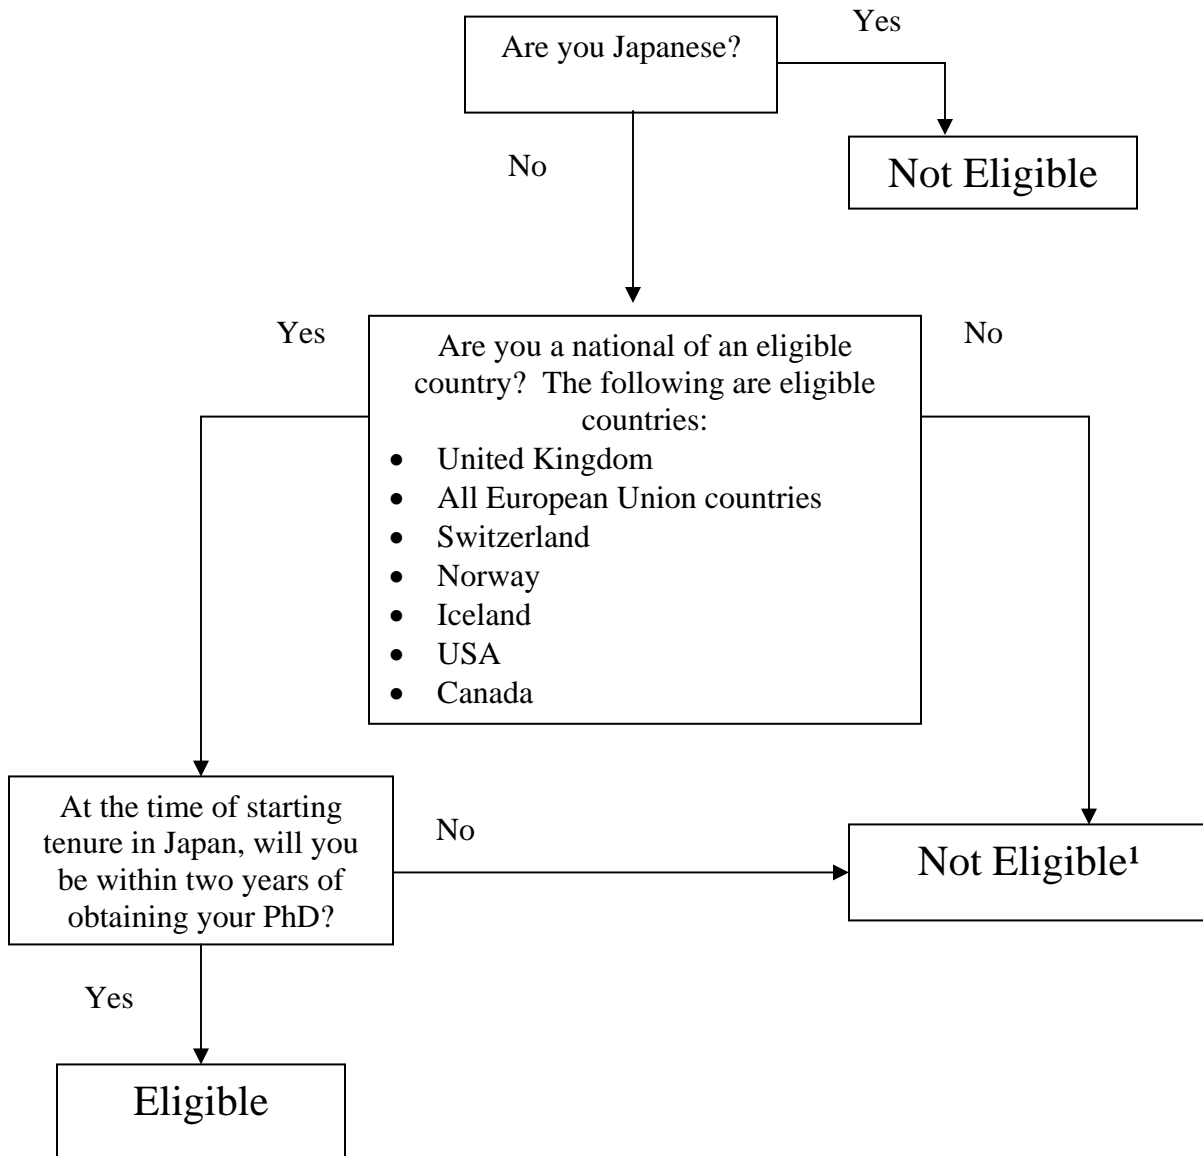 Yes
Are you Japanese?
No
Not Eligible
Yes
No
Are you a national of an eligible
country?  The following are eligible
countries:
• United Kingdom
• All European Union countries
• Switzerland
• Norway
• Iceland
• USA
• Canada
At the time of starting
tenure in Japan, will you
be within two years of
obtaining your PhD?
No
Not Eligible¹
Yes
Eligible